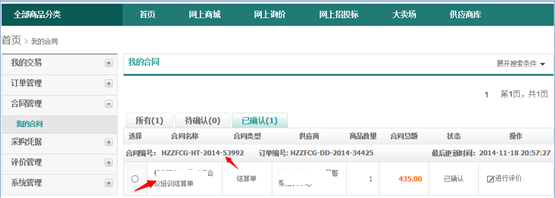 全部商品分类 首页 网上商城 网上询价 网上招投标 大卖场 供应商库
首页 > 我的合同
我的交易
订单管理
合同管理
我的合同
采购凭据
评价管理
系统管理
我的合同 展开搜索条件
1 第1页，共1页
所有(1) 待确认(0) 已确认(1)
选择 合同名称 合同类型 供应商 商品数量 合同总额 状态 操作
合同编号: HZZFCG-HT-2014-53992 订单编号: HZZFCG-DD-2014-34425 最后更新时间: 2014-11-18 20:57:27
议培训结算单 结算单 1 435.00 已确认 进行评价